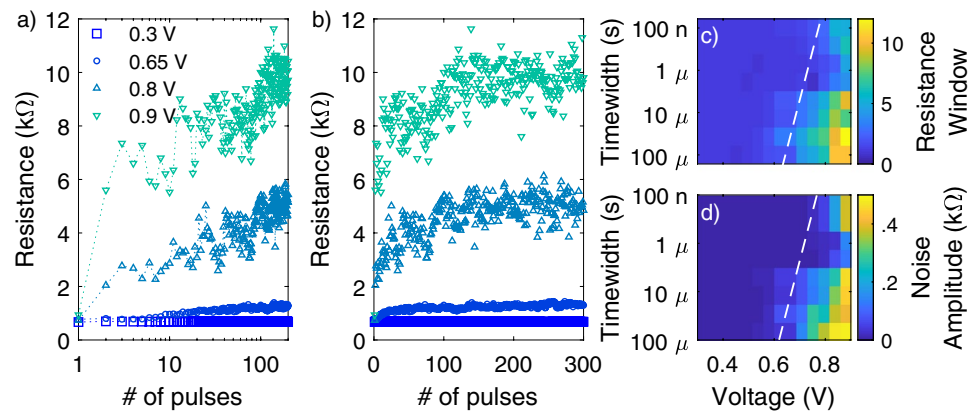 a)
0.3 V
0.65 V
0.8 V
0.9 V
Resistance (kΩ)
12
10
8
6
4
2
0
1
10
100
# of pulses
b)
Resistance (kΩ)
12
10
8
6
4
2
0
0
100
200
300
# of pulses
c)
Timewidth (s)
100 n
1 μ
10 μ
100 μ
10
5
0
Resistance
Window
d)
Timewidth (s)
100 n
1 μ
10 μ
100 μ
0.4
0.6
0.8
Voltage (V)
.4
.2
0
Noise
Amplitude (kΩ)